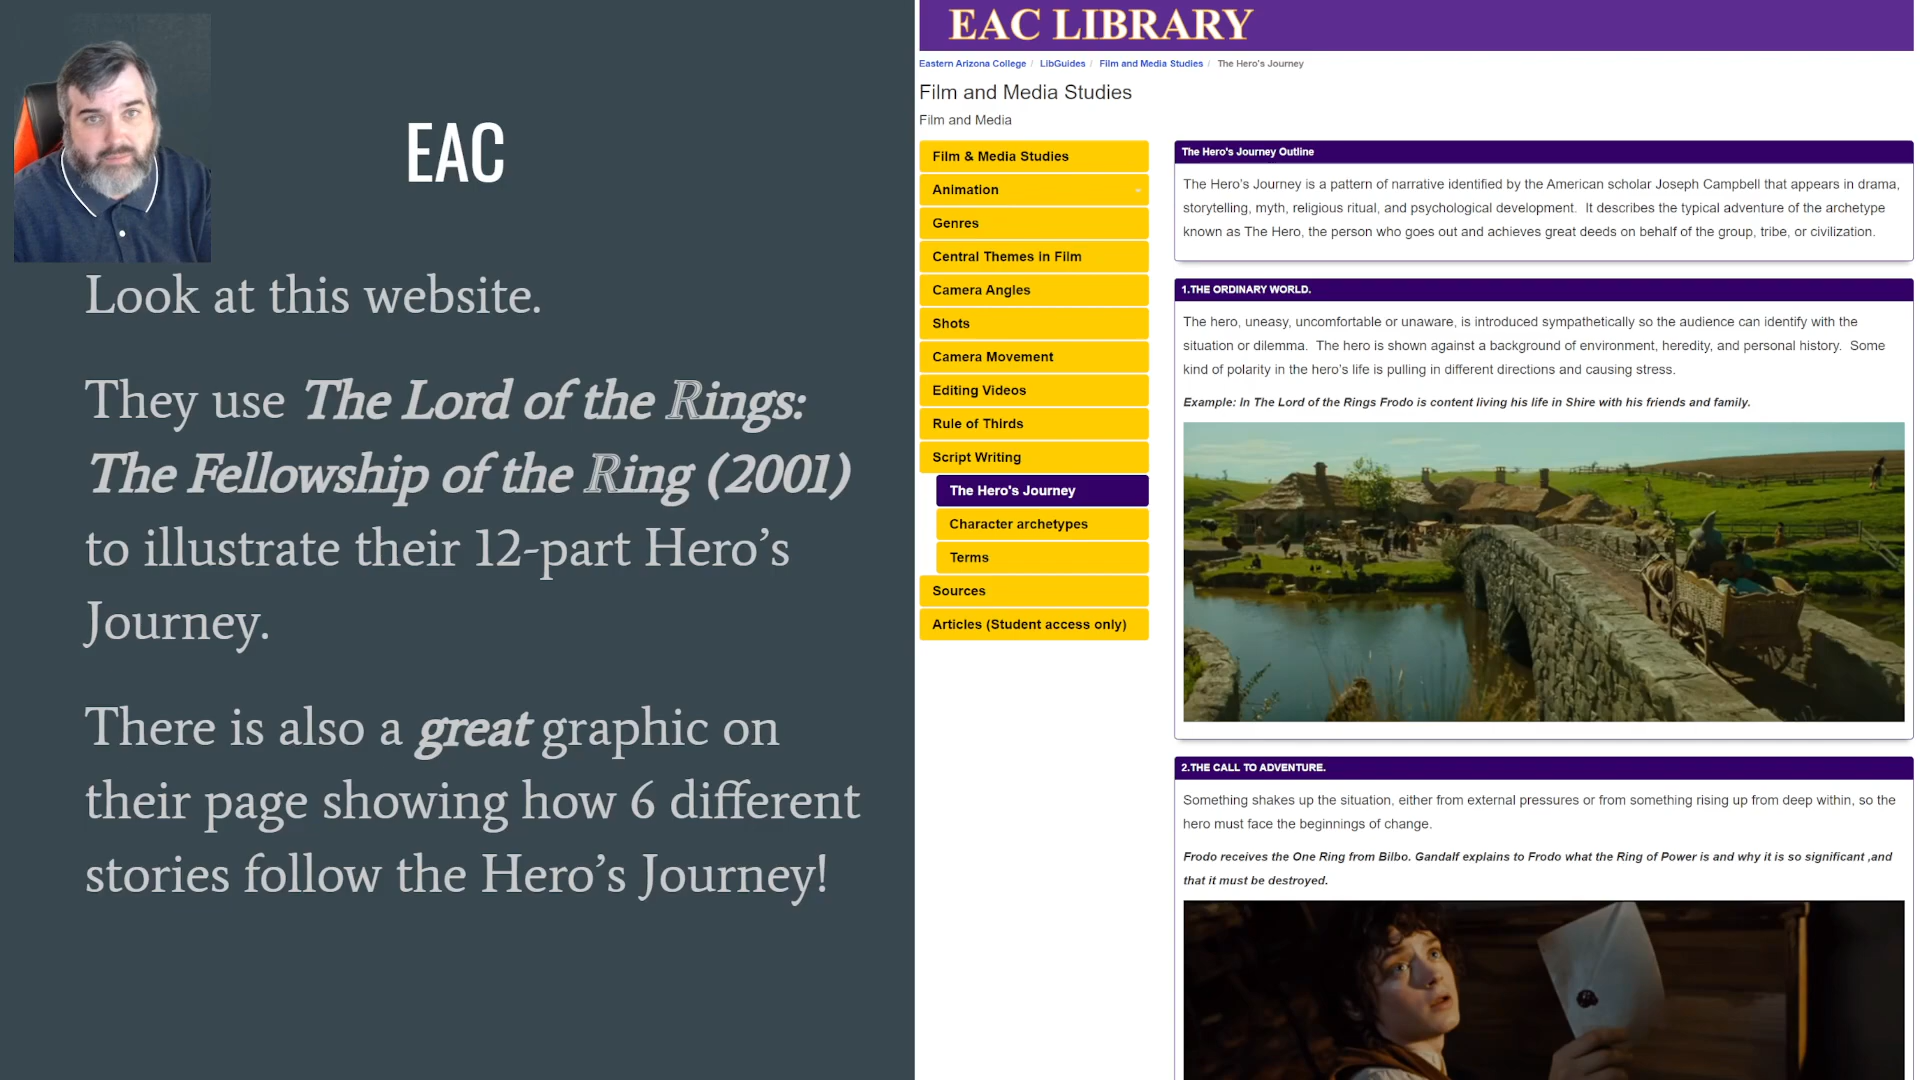 EAC
Look at this website.
They use The Lord of the Rings:
The Fellowship of the Ring (2001)
to illustrate their 12-part Hero’s
Journey.
There is also a great graphic on
their page showing how 6 different
stories follow the Hero’s Journey!
EAC LIBRARY
Eastern Arizona College / LibGuides / Film and Media Studies / The Hero's Journey
Film and Media Studies
Film and Media
Film & Media Studies
Animation
Genres
Central Themes in Film
Camera Angles
Shots
Camera Movement
Editing Videos
Rule of Thirds
Script Writing
The Hero's Journey
Character archetypes
Terms
Sources
Articles (Student access only)
The Hero's Journey Outline
The Hero's Journey is a pattern of narrative identified by the American scholar Joseph Campbell that appears in drama,
storytelling, myth, religious ritual, and psychological development.  It describes the typical adventure of the archetype
known as The Hero, the person who goes out and achieves great deeds on behalf of the group, tribe, or civilization.
1.THE ORDINARY WORLD.
The hero, uneasy, uncomfortable or unaware, is introduced sympathetically so the audience can identify with the
situation or dilemma.  The hero is shown against a background of environment, heredity, and personal history.  Some
kind of polarity in the hero's life is pulling in different directions and causing stress.
Example: In The Lord of the Rings Frodo is content living his life in Shire with his friends and family.
2.THE CALL TO ADVENTURE.
Something shakes up the situation, either from external pressures or from something rising up from deep within, so the
hero must face the beginnings of change.
Frodo receives the One Ring from Bilbo. Gandalf explains to Frodo what the Ring of Power is and why it is so significant ,and
that it must be destroyed.